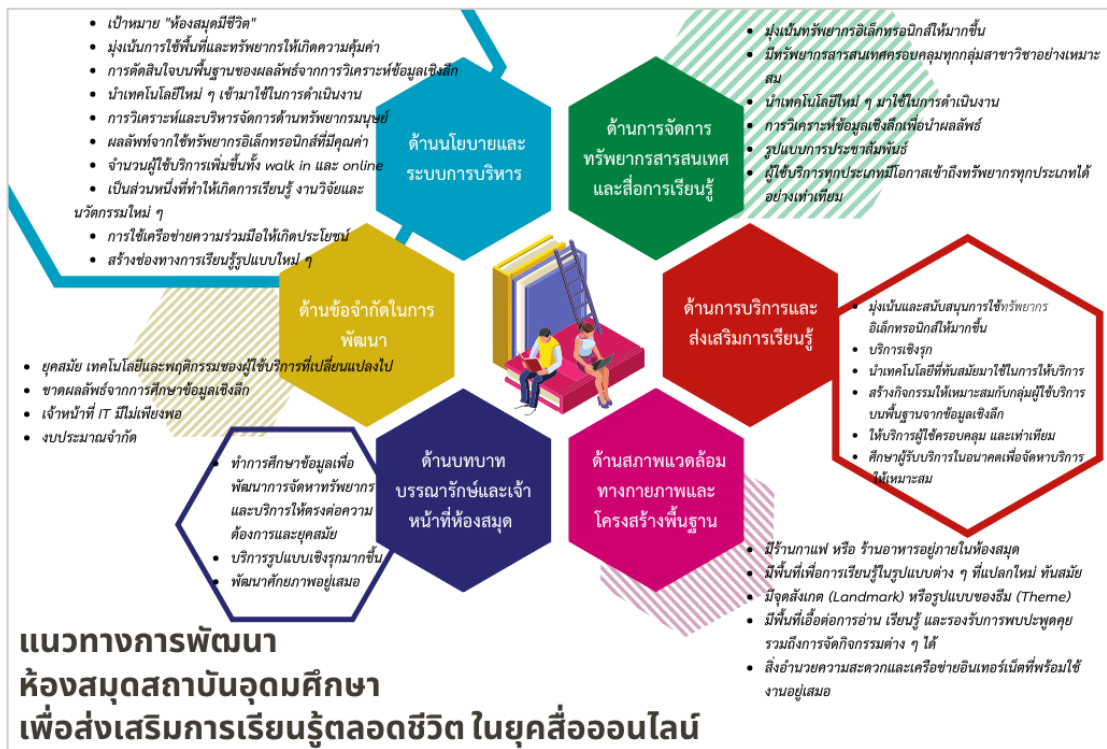 เป้าหมาย "ห้องสมุดมีชีวิต"
มุ่งเน้นการใช้พื้นที่และทรัพยากรให้เกิดความคุ้มค่า
การตัดสินใจบนพื้นฐานของผลลัพธ์จากการวิเคราะห์ข้อมูลเชิงลึก
นำเทคโนโลยีใหม่ ๆ เข้ามาใช้ในการดำเนินงาน
การวิเคราะห์และบริหารจัดการด้านทรัพยากรมนุษย์
ผลลัพท์จากใช้ทรัพยากรอิเล็กทรอนิกส์ที่มีคุณค่า
จำนวนผู้ใช้บริการเพิ่มขึ้นทั้ง walk in และ online
เป็นส่วนหนึ่งที่ทำให้เกิดการเรียนรู้ งานวิจัยและ
นวัตกรรมใหม่ ๆ
การใช้เครือข่ายความร่วมมือให้เกิดประโยชน์
สร้างช่องทางการเรียนรู้รูปแบบใหม่ ๆ
ด้านนโยบายและ
ระบบการบริหาร
ด้านการจัดการ
ทรัพยากรสารสนเทศ
และสื่อการเรียนรู้
มุ่งเน้นทรัพยากรอิเล็กทรอนิกส์ให้มากขึ้น
มีทรัพยากรสารสนเทศครอบคลุมทุกกลุ่มสาขาวิชาอย่างเหมาะ
สม
นำเทคโนโลยีใหม่ ๆ มาใช้ในการดำเนินงาน
การวิเคราะห์ข้อมูลเชิงลึกเพื่อนำผลลัพธ์
รูปแบบการประชาสัมพันธ์
ผู้ใช้บริการทุกประเภทมีโอกาสเข้าถึงทรัพยากรทุกประเภทได้
อย่างเท่าเทียม
ด้านข้อจำกัดในการ
พัฒนา
ด้านการบริการและ
ส่งเสริมการเรียนรู้
มุ่งเน้นและสนับสนุนการใช้ทรัพยากร
อิเล็กทรอนิกส์ให้มากขึ้น
บริการเชิงรุก
นำเทคโนโลยีที่ทันสมัยมาใช้ในการให้บริการ
สร้างกิจกรรมให้เหมาะสมกับกลุ่มผู้ใช้บริการ
บนพื้นฐานจากข้อมูลเชิงลึก
ให้บริการผู้ใช้ครอบคลุม และเท่าเทียม
ศึกษาผู้รับบริการในอนาคตเพื่อจัดหาบริการ
ให้เหมาะสม
ยุคสมัย เทคโนโลยีและพฤติกรรมของผู้ใช้บริการที่เปลี่ยนแปลงไป
ขาดผลลัพธ์จากการศึกษาข้อมูลเชิงลึก
เจ้าหน้าที่ IT มีไม่เพียงพอ
งบประมาณจำกัด
ทำการศึกษาข้อมูลเพื่อ
พัฒนาการจัดหาทรัพยากร
และบริการให้ตรงต่อความ
ต้องการและยุคสมัย
บริการรูปแบบเชิงรุกมากขึ้น
พัฒนาศักยภาพอยู่เสมอ
ด้านบทบาท
บรรณารักษ์และเจ้า
หน้าที่ห้องสมุด
ด้านสภาพแวดล้อม
ทางกายภาพและ
โครงสร้างพื้นฐาน
มีร้านกาแฟ หรือ ร้านอาหารอยู่ภายในห้องสมุด
มีพื้นที่เพื่อการเรียนรู้ในรูปแบบต่าง ๆ ที่แปลกใหม่ ทันสมัย
มีจุดสังเกต (Landmark) หรือรูปแบบของธีม (Theme)
มีพื้นที่เอื้อต่อการอ่าน เรียนรู้ และรองรับการพบปะพูดคุย
รวมถึงการจัดกิจกรรมต่าง ๆ ได้
สิ่งอำนวยความสะดวกและเครือข่ายอินเทอร์เน็ตที่พร้อมใช้
งานอยู่เสมอ
แนวทางการพัฒนา
ห้องสมุดสถาบันอุดมศึกษา
เพื่อส่งเสริมการเรียนรู้ตลอดชีวิต ในยุคสื่อออนไลน์